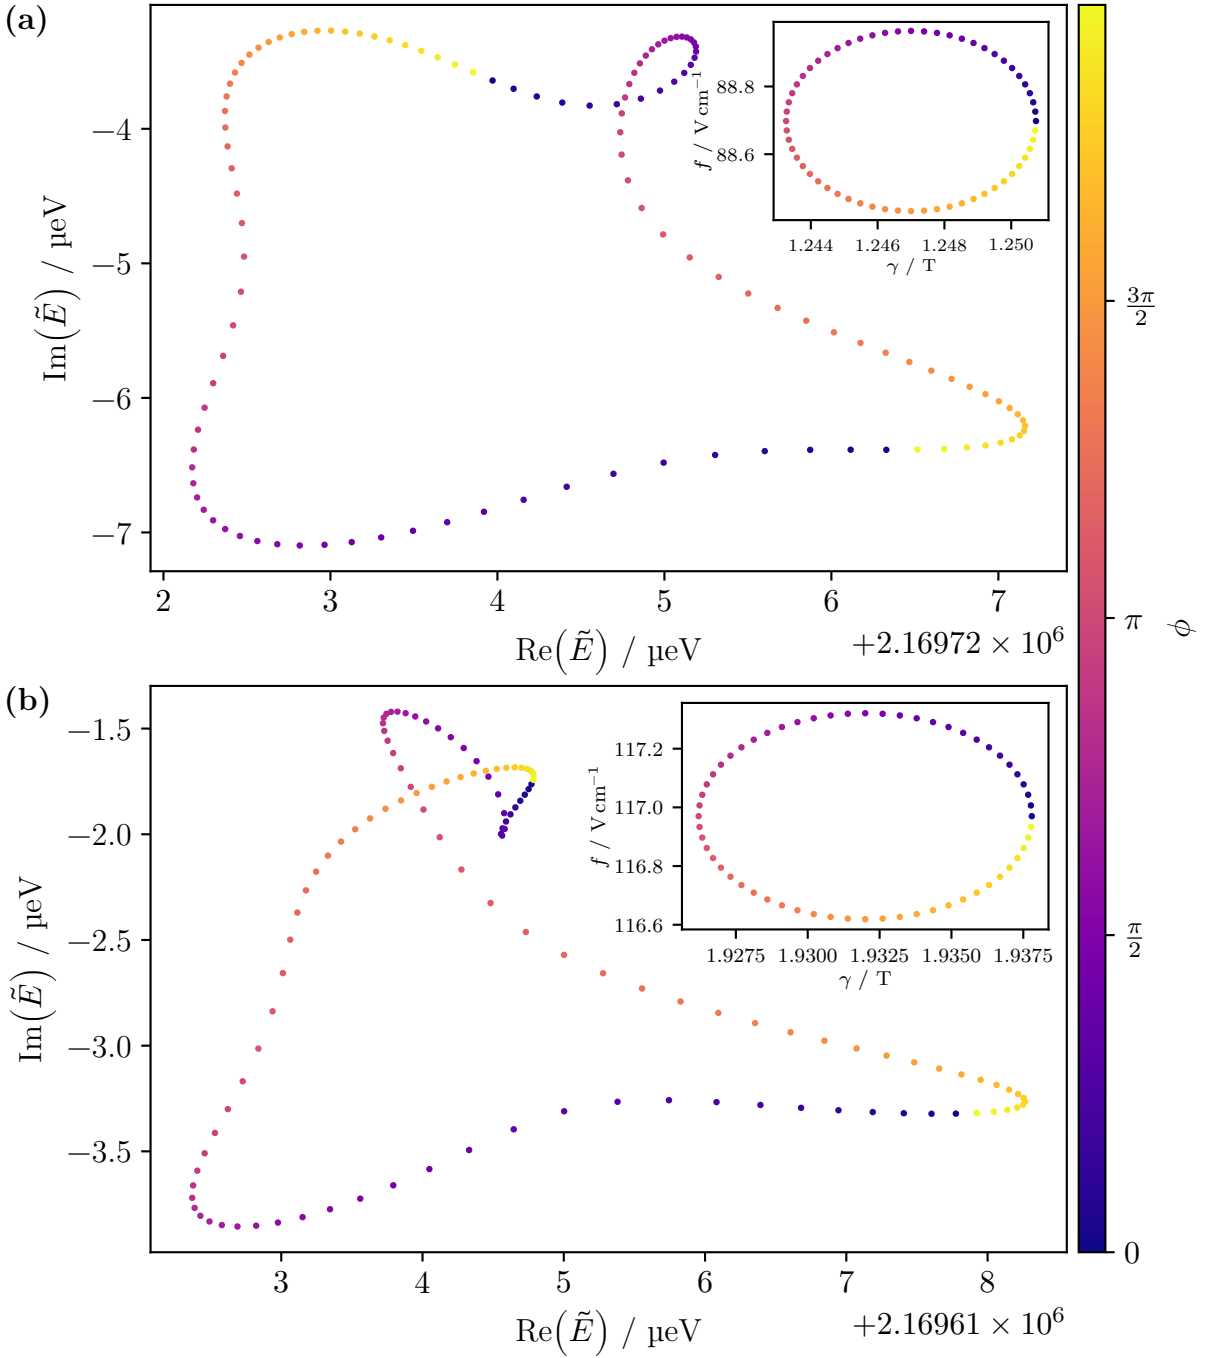 (a)
−4
−5
−6
−7
Im(Ẽ) / µeV
2 3 4 5 6 7
Re(Ẽ) / µeV
+2.16972 × 10⁶
88.8
88.6
f / V cm⁻¹
1.244 1.246 1.248 1.250
γ / T
3π/2
π
π/2
0
ϕ
(b)
−1.5
−2.0
−2.5
−3.0
−3.5
Im(Ẽ) / µeV
3 4 5 6 7 8
Re(Ẽ) / µeV
+2.16961 × 10⁶
117.2
117.0
116.8
116.6
f / V cm⁻¹
1.9275 1.9300 1.9325 1.9350 1.9375
γ / T